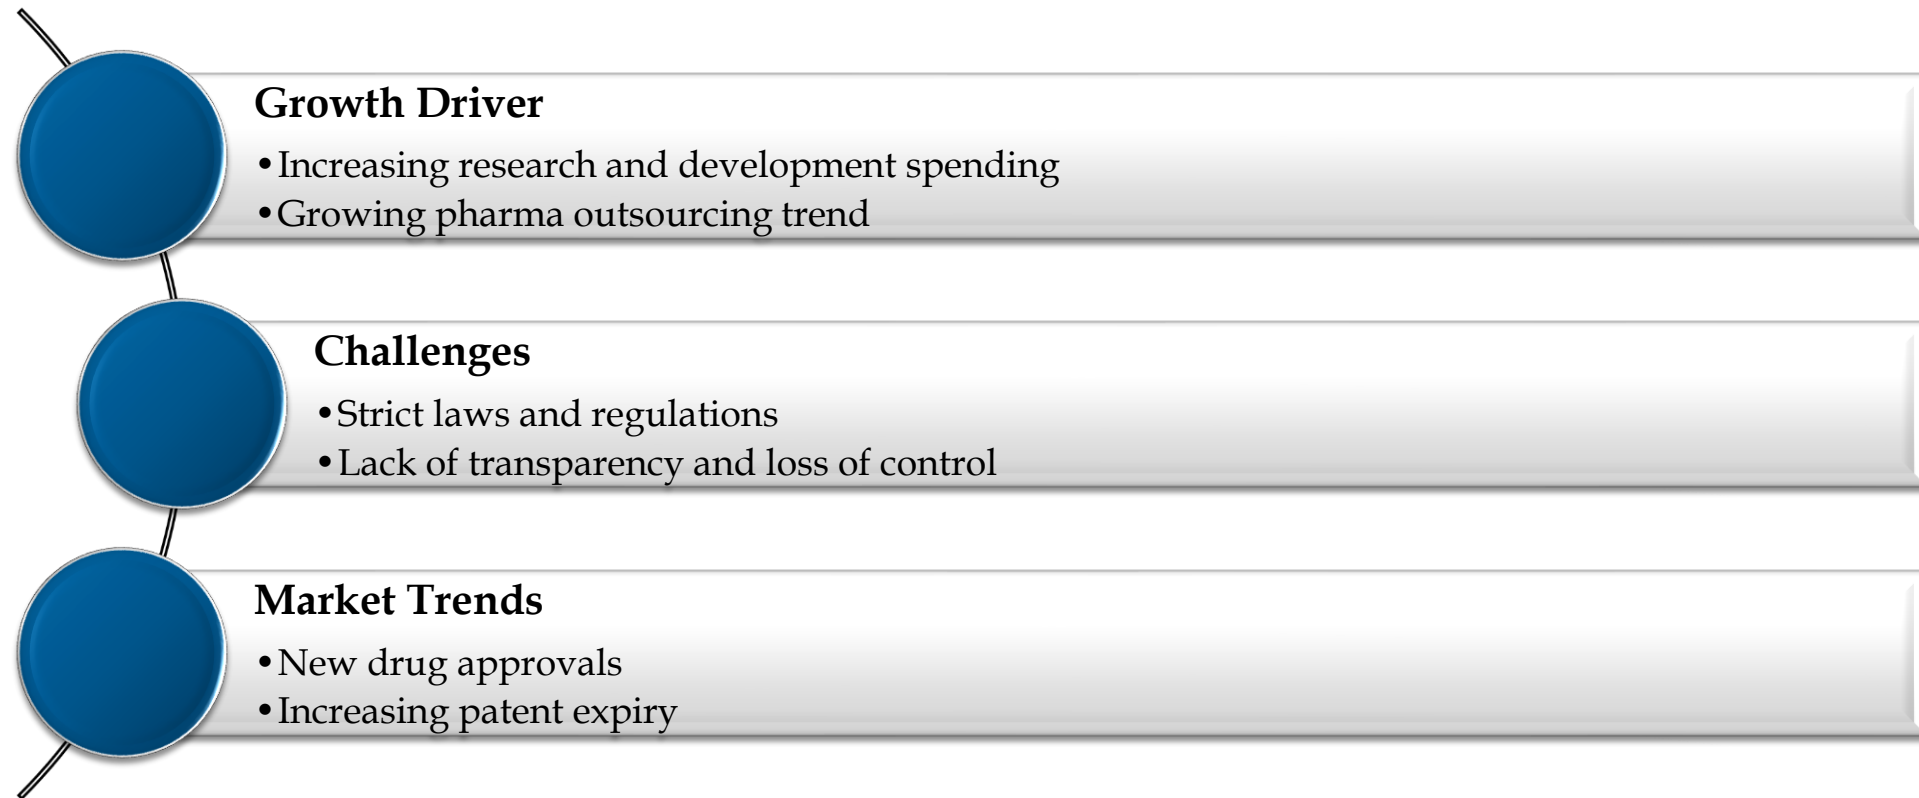 Growth Driver
•Increasing research and development spending
•Growing pharma outsourcing trend
Challenges
•Strict laws and regulations
•Lack of transparency and loss of control
Market Trends
•New drug approvals
•Increasing patent expiry